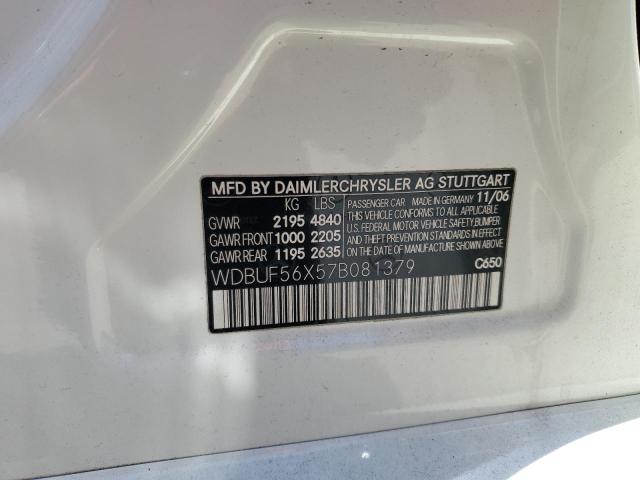 MFD BY DAIMLERCHRYSLER AG STUTTGART
KG LBS
GVWR 2195 4840
GAWR FRONT 1000 2205
GAWR REAR 1195 2635
PASSENGER CAR MADE IN GERMANY 11/06
THIS VEHICLE CONFORMS TO ALL APPLICABLE
U.S. FEDERAL MOTOR VEHICLE SAFETY, BUMPER
AND THEFT PREVENTION STANDARDS IN EFFECT
ON THE DATE OF MANUFACTURE SHOWN ABOVE.
WDBUF56X57B081379
C650